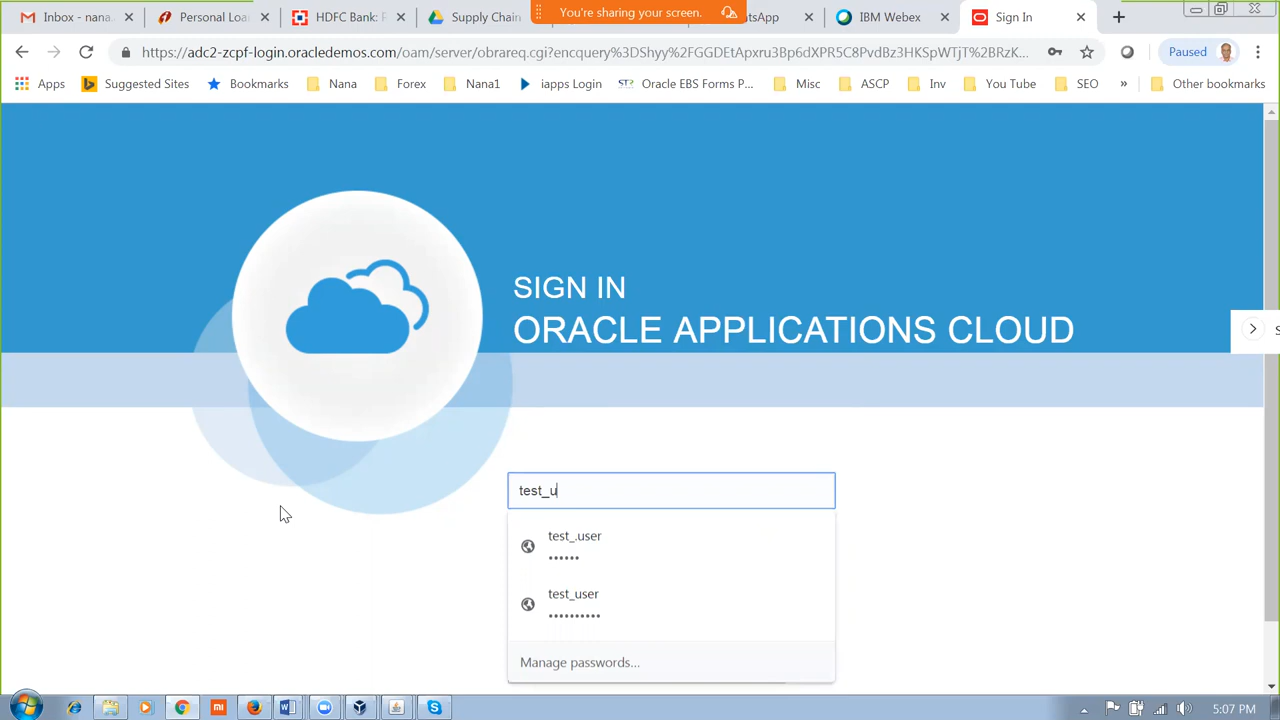 Inbox - nana.
Personal Loa
HDFC Bank: F
Supply Chain
You're sharing your screen.
tsApp
IBM Webex
Sign In
https://adc2-zcpf-login.oracledemos.com/oam/server/obrareq.cgi?encquery%3DShyy%2FGGDEtApxru3Bp6dXPR5C8PvdBz3HKSpWTjT%2BRzK...
Paused
Apps
Suggested Sites
Bookmarks
Nana
Forex
Nana1
iapps Login
Oracle EBS Forms P...
Misc
ASCP
Inv
You Tube
SEO
»
Other bookmarks
SIGN IN
ORACLE APPLICATIONS CLOUD
S
test_u
test_.user
••••••
test_user
••••••••••
Manage passwords...
5:07 PM